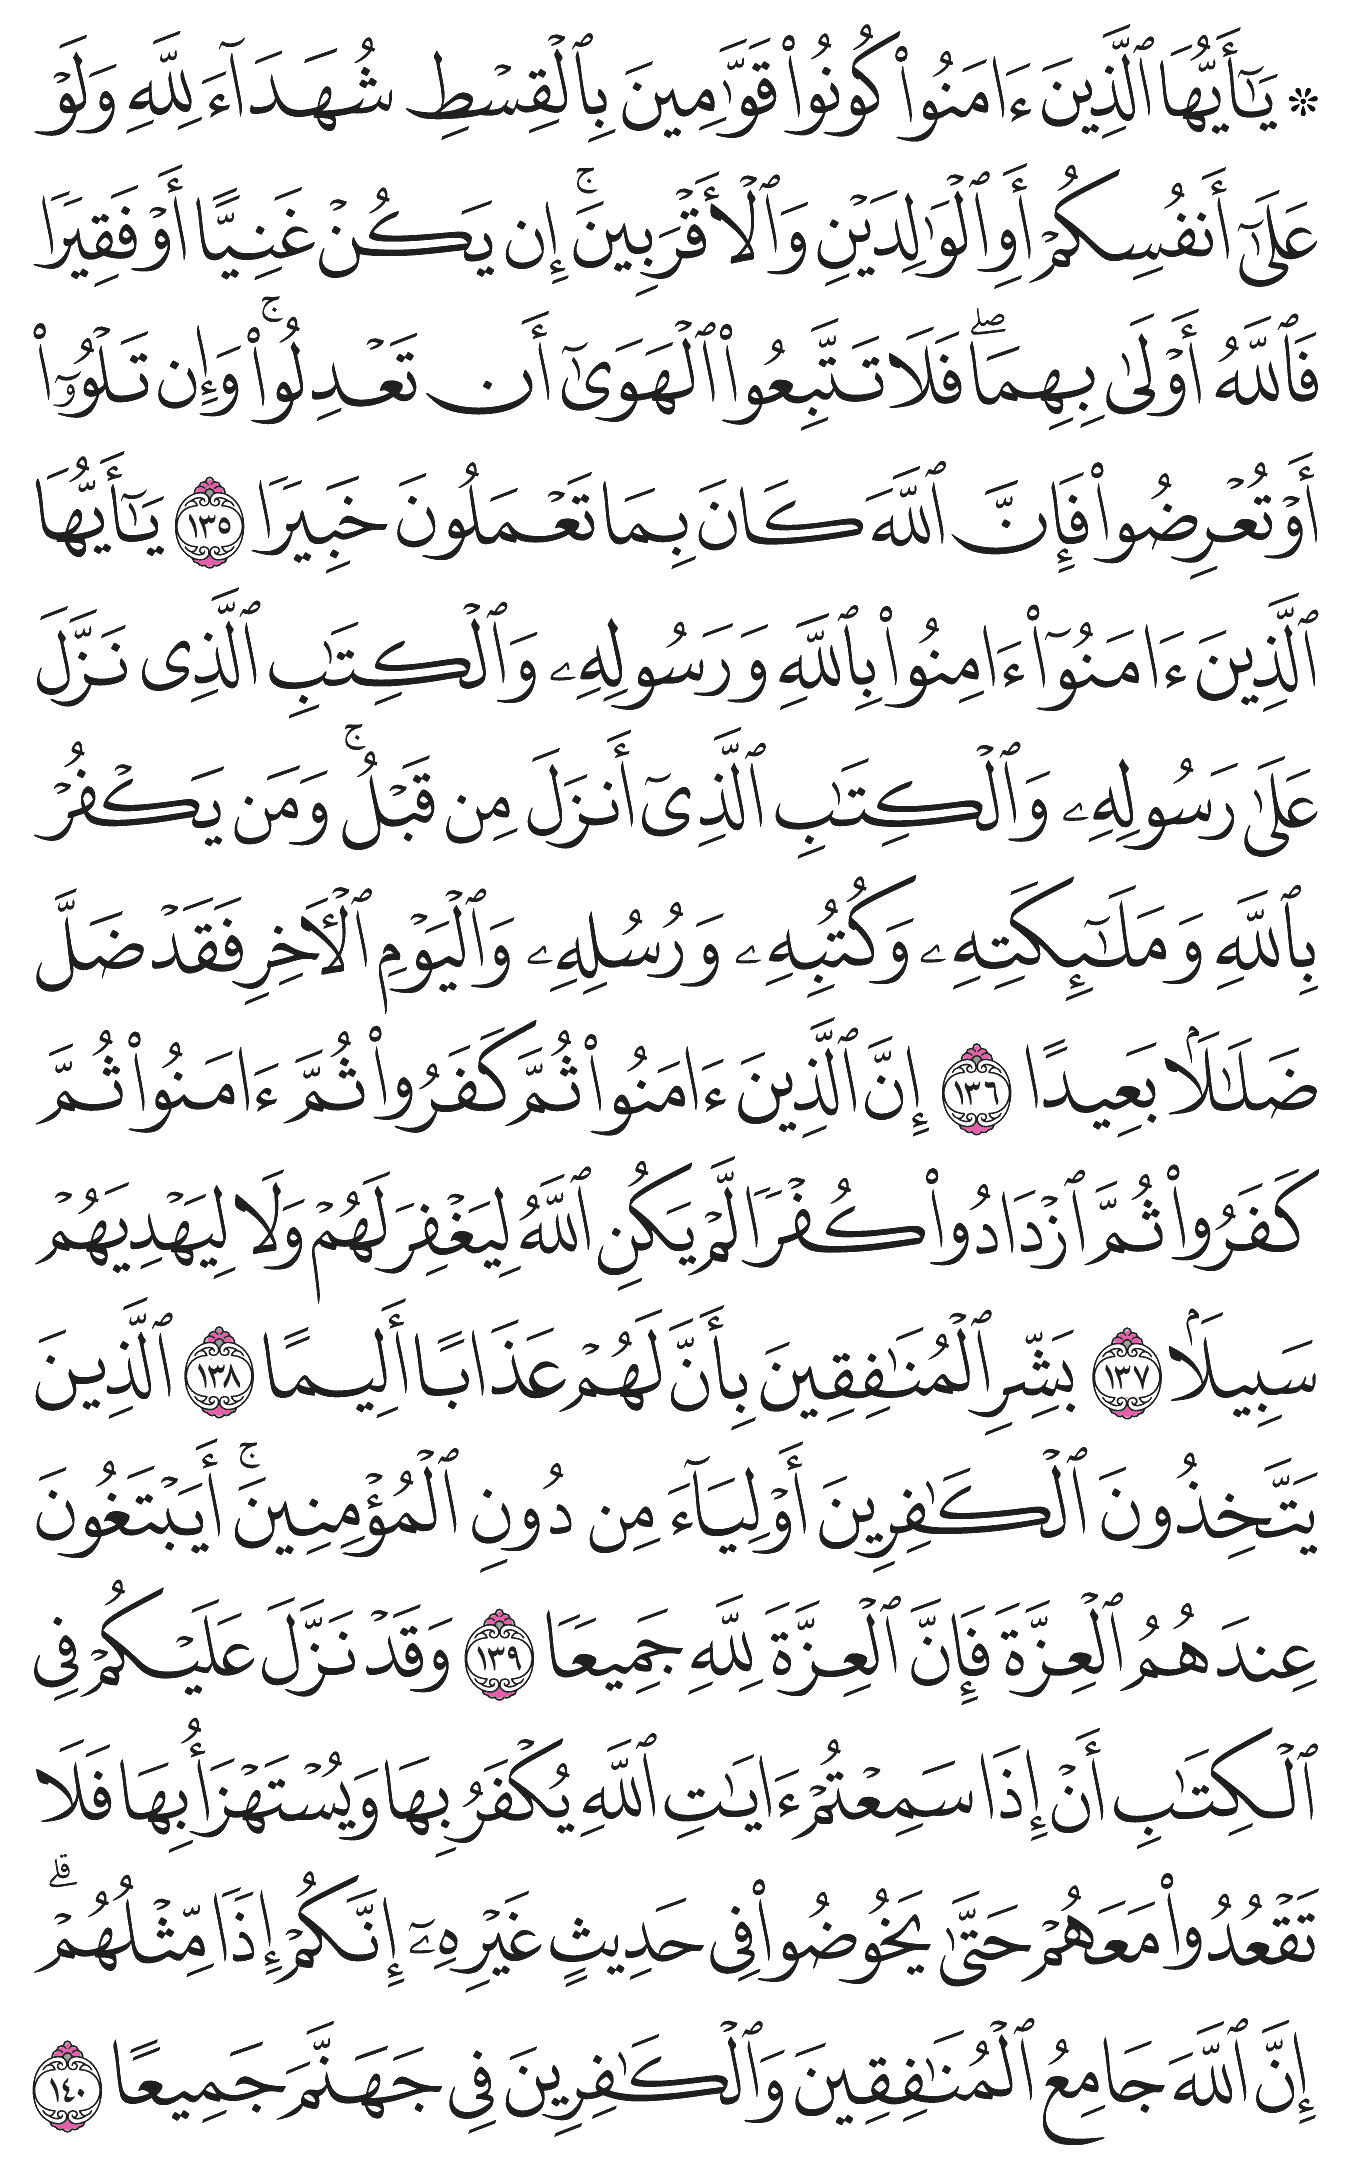 ۞ يَٰٓأَيُّهَا ٱلَّذِينَ ءَامَنُوا۟ كُونُوا۟ قَوَّٰمِينَ بِٱلْقِسْطِ شُهَدَآءَ لِلَّهِ وَلَوْ
عَلَىٰٓ أَنفُسِكُمْ أَوِ ٱلْوَٰلِدَيْنِ وَٱلْأَقْرَبِينَ ۚ إِن يَكُنْ غَنِيًّا أَوْ فَقِيرًا
فَٱللَّهُ أَوْلَىٰ بِهِمَا ۖ فَلَا تَتَّبِعُوا۟ ٱلْهَوَىٰٓ أَن تَعْدِلُوا۟ ۚ وَإِن تَلْوُۥٓا۟
أَوْ تُعْرِضُوا۟ فَإِنَّ ٱللَّهَ كَانَ بِمَا تَعْمَلُونَ خَبِيرًا ١٣٥ يَٰٓأَيُّهَا
ٱلَّذِينَ ءَامَنُوٓا۟ ءَامِنُوا۟ بِٱللَّهِ وَرَسُولِهِۦ وَٱلْكِتَٰبِ ٱلَّذِى نَزَّلَ
عَلَىٰ رَسُولِهِۦ وَٱلْكِتَٰبِ ٱلَّذِىٓ أَنزَلَ مِن قَبْلُ ۚ وَمَن يَكْفُرْ
بِٱللَّهِ وَمَلَٰٓئِكَتِهِۦ وَكُتُبِهِۦ وَرُسُلِهِۦ وَٱلْيَوْمِ ٱلْءَاخِرِ فَقَدْ ضَلَّ
ضَلَٰلًۢا بَعِيدًا ١٣٦ إِنَّ ٱلَّذِينَ ءَامَنُوا۟ ثُمَّ كَفَرُوا۟ ثُمَّ ءَامَنُوا۟ ثُمَّ
كَفَرُوا۟ ثُمَّ ٱزْدَادُوا۟ كُفْرًا لَّمْ يَكُنِ ٱللَّهُ لِيَغْفِرَ لَهُمْ وَلَا لِيَهْدِيَهُمْ
سَبِيلًۢا ١٣٧ بَشِّرِ ٱلْمُنَٰفِقِينَ بِأَنَّ لَهُمْ عَذَابًا أَلِيمًا ١٣٨ ٱلَّذِينَ
يَتَّخِذُونَ ٱلْكَٰفِرِينَ أَوْلِيَآءَ مِن دُونِ ٱلْمُؤْمِنِينَ ۚ أَيَبْتَغُونَ
عِندَهُمُ ٱلْعِزَّةَ فَإِنَّ ٱلْعِزَّةَ لِلَّهِ جَمِيعًا ١٣٩ وَقَدْ نَزَّلَ عَلَيْكُمْ فِى
ٱلْكِتَٰبِ أَنْ إِذَا سَمِعْتُمْ ءَايَٰتِ ٱللَّهِ يُكْفَرُ بِهَا وَيُسْتَهْزَأُ بِهَا فَلَا
تَقْعُدُوا۟ مَعَهُمْ حَتَّىٰ يَخُوضُوا۟ فِى حَدِيثٍ غَيْرِهِۦٓ إِنَّكُمْ إِذًا مِّثْلُهُمْ ۗ
إِنَّ ٱللَّهَ جَامِعُ ٱلْمُنَٰفِقِينَ وَٱلْكَٰفِرِينَ فِى جَهَنَّمَ جَمِيعًا ١٤٠